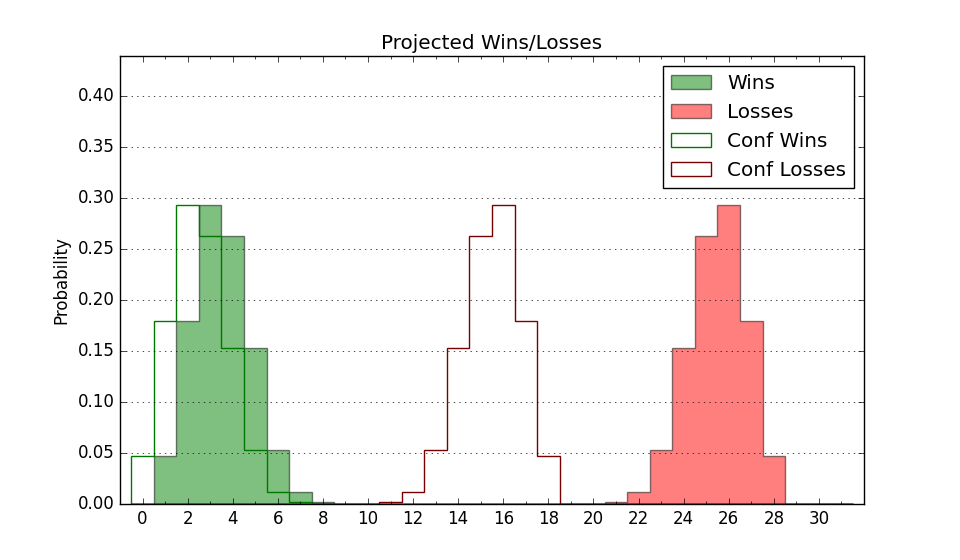 Projected Wins/Losses
Wins
Losses
Conf Wins
Conf Losses
Probability
0.40
0.35
0.30
0.25
0.20
0.15
0.10
0.05
0.00
0 2 4 6 8 10 12 14 16 18 20 22 24 26 28 30